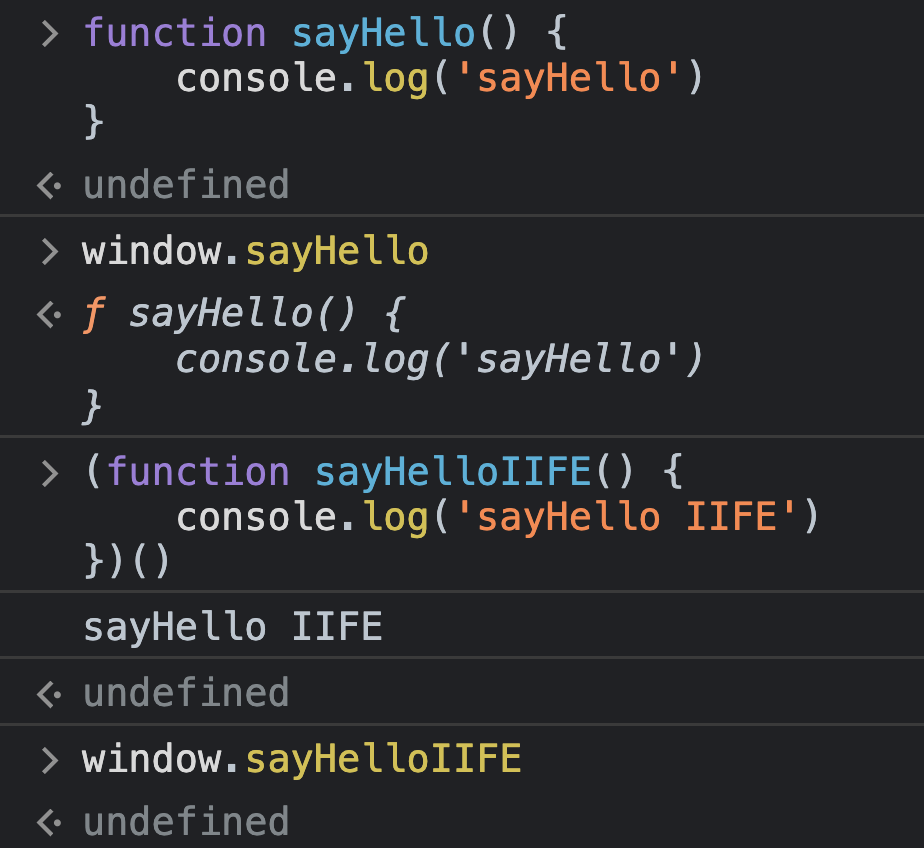 > function sayHello() {
    console.log('sayHello')
}
undefined
> window.sayHello
ƒ sayHello() {
    console.log('sayHello')
}
> (function sayHelloIIFE() {
    console.log('sayHello IIFE')
})()
sayHello IIFE
undefined
> window.sayHelloIIFE
undefined